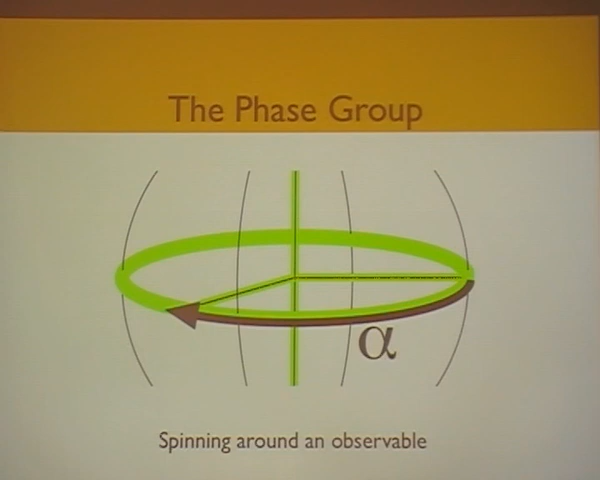 The Phase Group
α
Spinning around an observable